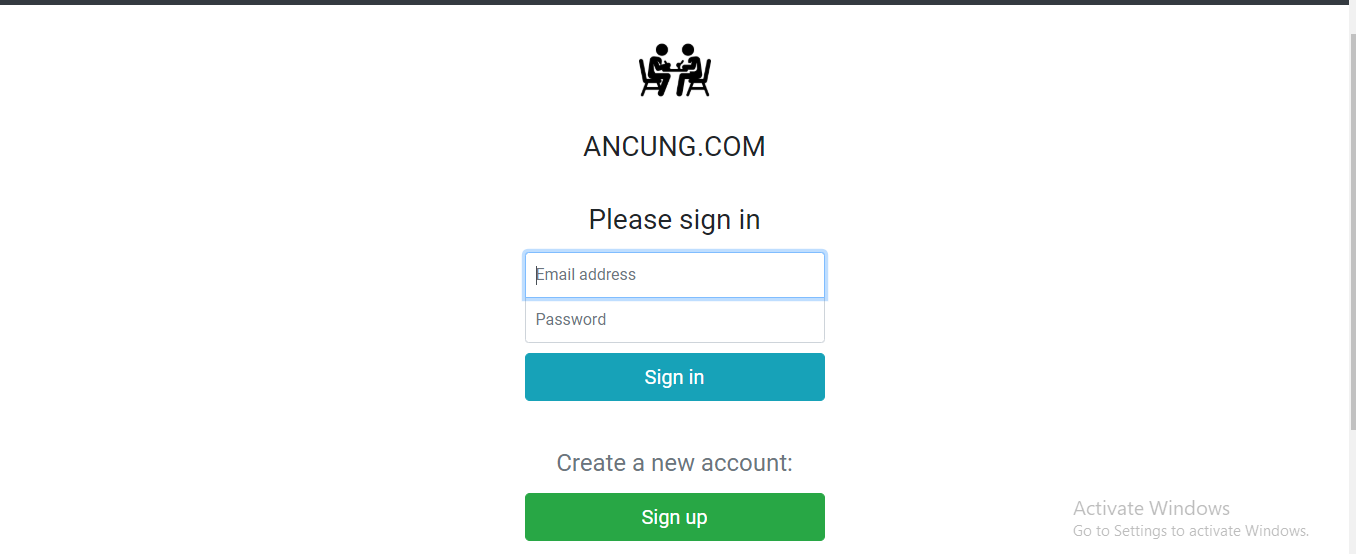 ANCUNG.COM
Please sign in
Email address
Password
Sign in
Create a new account:
Sign up
Activate Windows
Go to Settings to activate Windows.